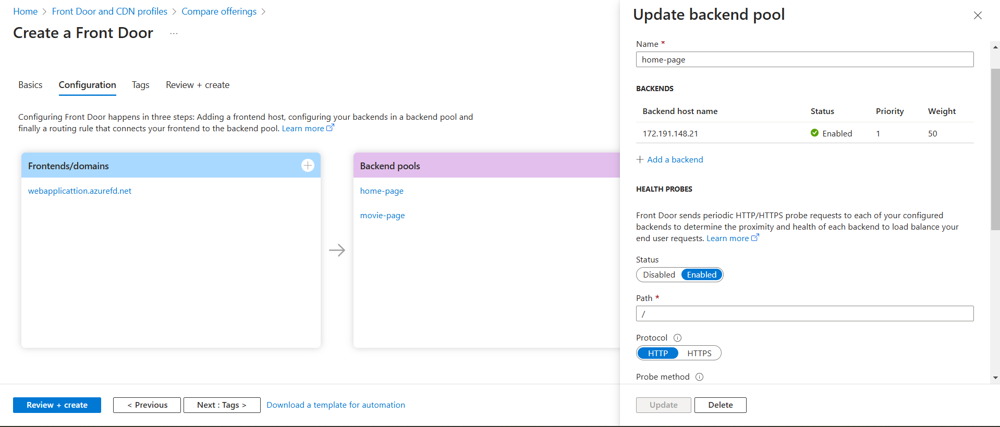 Home > Front Door and CDN profiles > Compare offerings >
Create a Front Door ...
Basics Configuration Tags Review + create
Configuring Front Door happens in three steps: Adding a frontend host, configuring your backends in a backend pool and
finally a routing rule that connects your frontend to the backend pool. Learn more
Frontends/domains
webapplicattion.azurefd.net
Backend pools
home-page
movie-page
Review + create < Previous Next : Tags > Download a template for automation
Update backend pool
Name *
home-page
BACKENDS
Backend host name Status Priority Weight
172.191.148.21 Enabled 1 50
+ Add a backend
HEALTH PROBES
Front Door sends periodic HTTP/HTTPS probe requests to each of your configured
backends to determine the proximity and health of each backend to load balance your
end user requests. Learn more
Status
Disabled Enabled
Path *
/
Protocol
HTTP HTTPS
Probe method
Update Delete